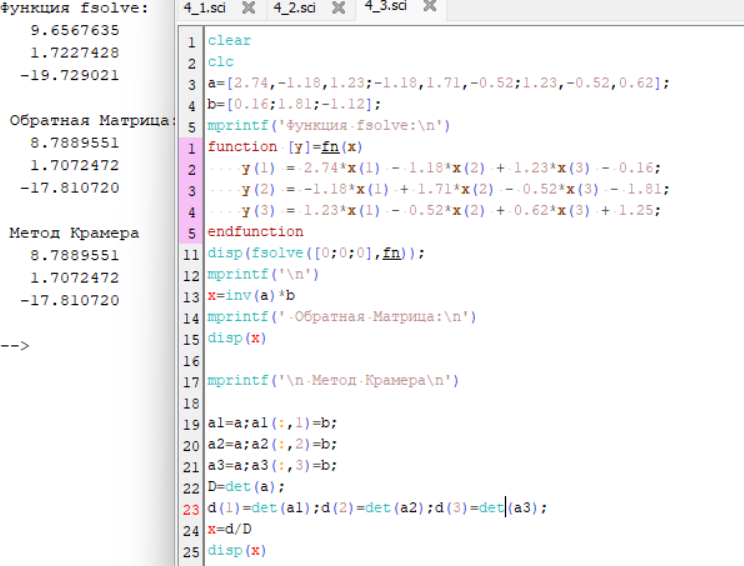 Функция fsolve:
9.6567635
1.7227428
-19.729021
Обратная Матрица:
8.7889551
1.7072472
-17.810720
Метод Крамера
8.7889551
1.7072472
-17.810720
-->
4_1.sci 4_2.sci 4_3.sci
1 clear
2 clc
3 a=[2.74,-1.18,1.23;-1.18,1.71,-0.52;1.23,-0.52,0.62];
4 b=[0.16;1.81;-1.12];
5 mprintf('Функция fsolve:\n')
1 function [y]=fn(x)
2 y(1) = 2.74*x(1) - 1.18*x(2) + 1.23*x(3) - 0.16;
3 y(2) = -1.18*x(1) + 1.71*x(2) - 0.52*x(3) - 1.81;
4 y(3) = 1.23*x(1) - 0.52*x(2) + 0.62*x(3) + 1.25;
5 endfunction
11 disp(fsolve([0;0;0],fn));
12 mprintf('\n')
13 x=inv(a)*b
14 mprintf(' Обратная Матрица:\n')
15 disp(x)
16
17 mprintf('\n Метод Крамера\n')
18
19 a1=a;a1(:,1)=b;
20 a2=a;a2(:,2)=b;
21 a3=a;a3(:,3)=b;
22 D=det(a);
23 d(1)=det(a1);d(2)=det(a2);d(3)=det(a3);
24 x=d/D
25 disp(x)